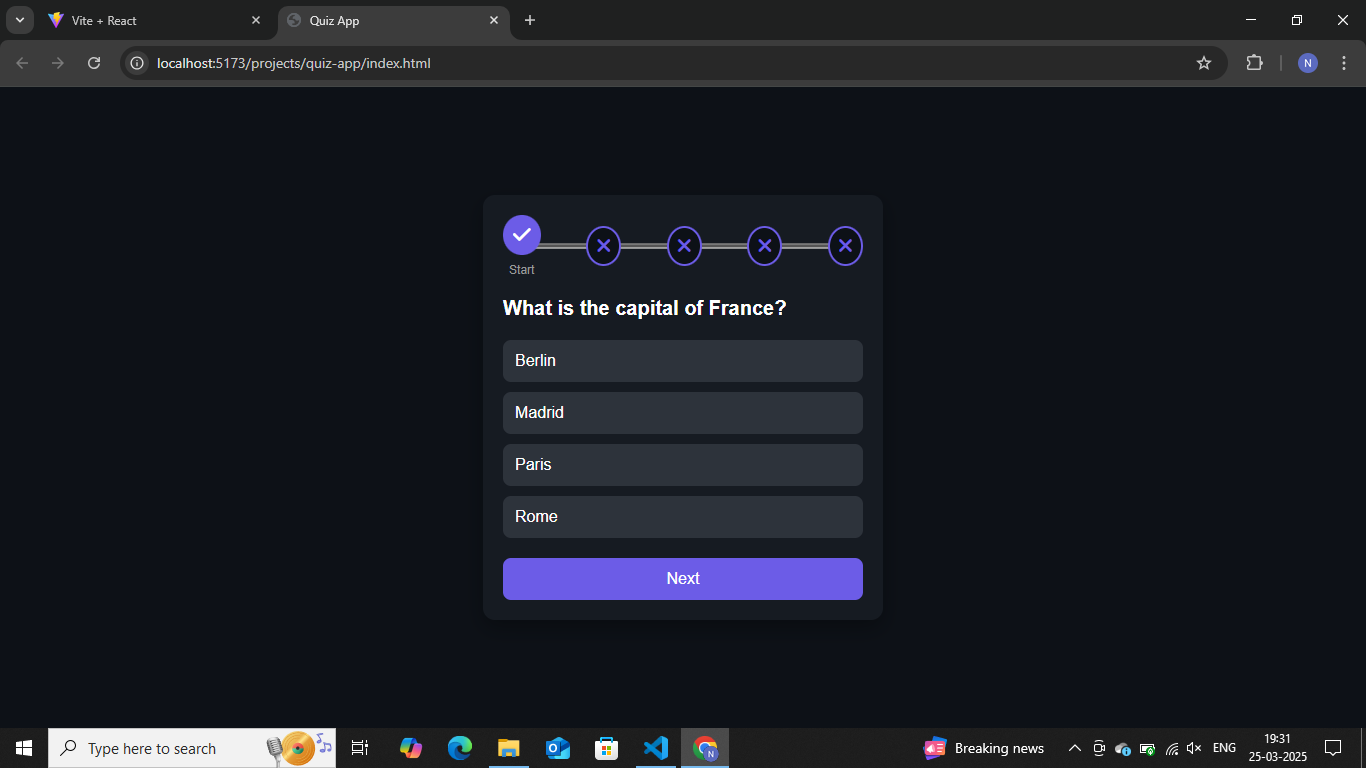 Vite + React
Quiz App
localhost:5173/projects/quiz-app/index.html
N
Start
What is the capital of France?
Berlin
Madrid
Paris
Rome
Next
Type here to search
N
Breaking news
ENG
19:31
25-03-2025